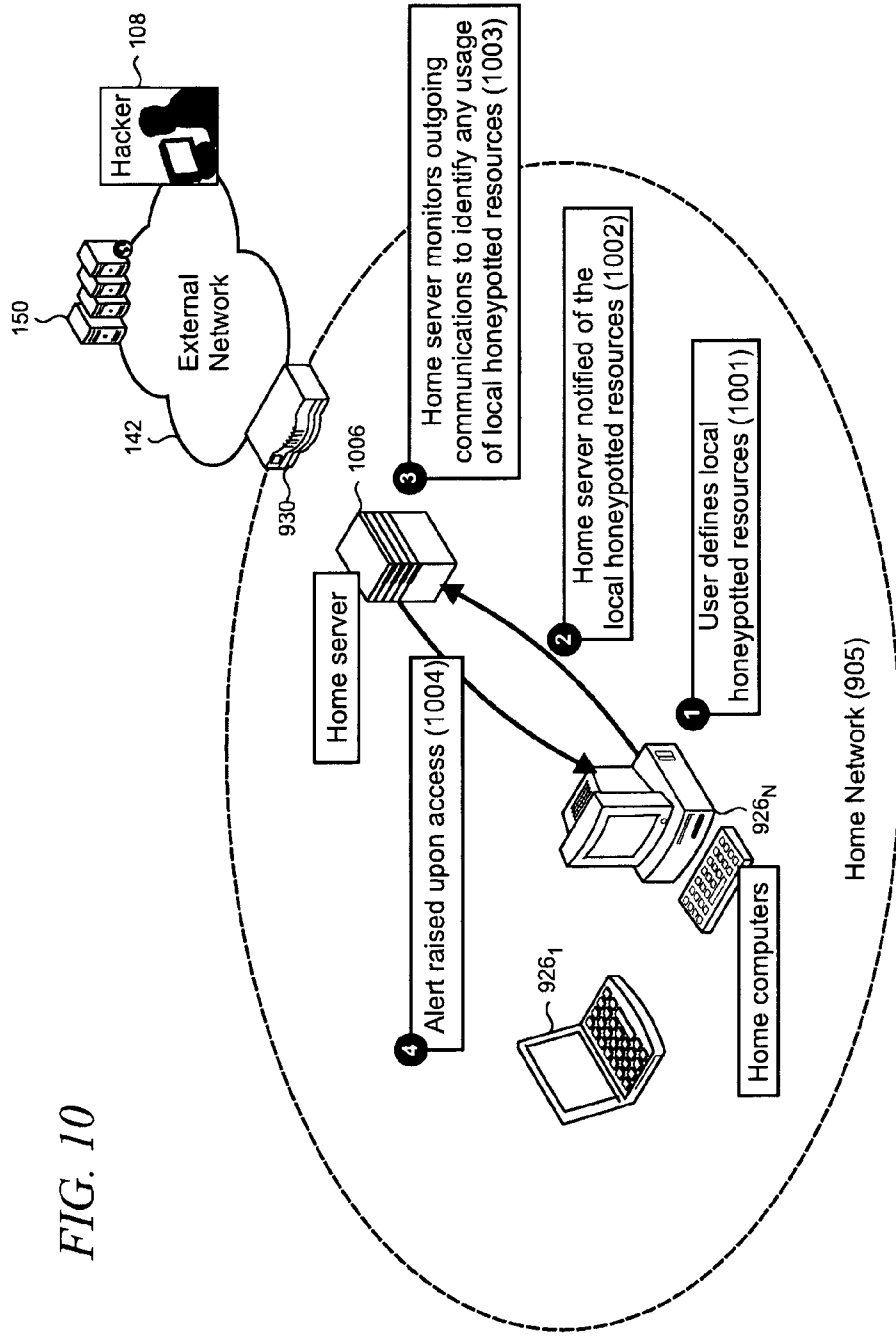 FIG. 10
150
Hacker
108
External
Network
142
930
1006
Home server
3
Home server monitors outgoing
communications to identify any usage
of local honeypotted resources (1003)
4
Alert raised upon access (1004)
2
Home server notified of the
local honeypotted resources (1002)
1
User defines local
honeypotted resources (1001)
926₁
926N
Home computers
Home Network (905)